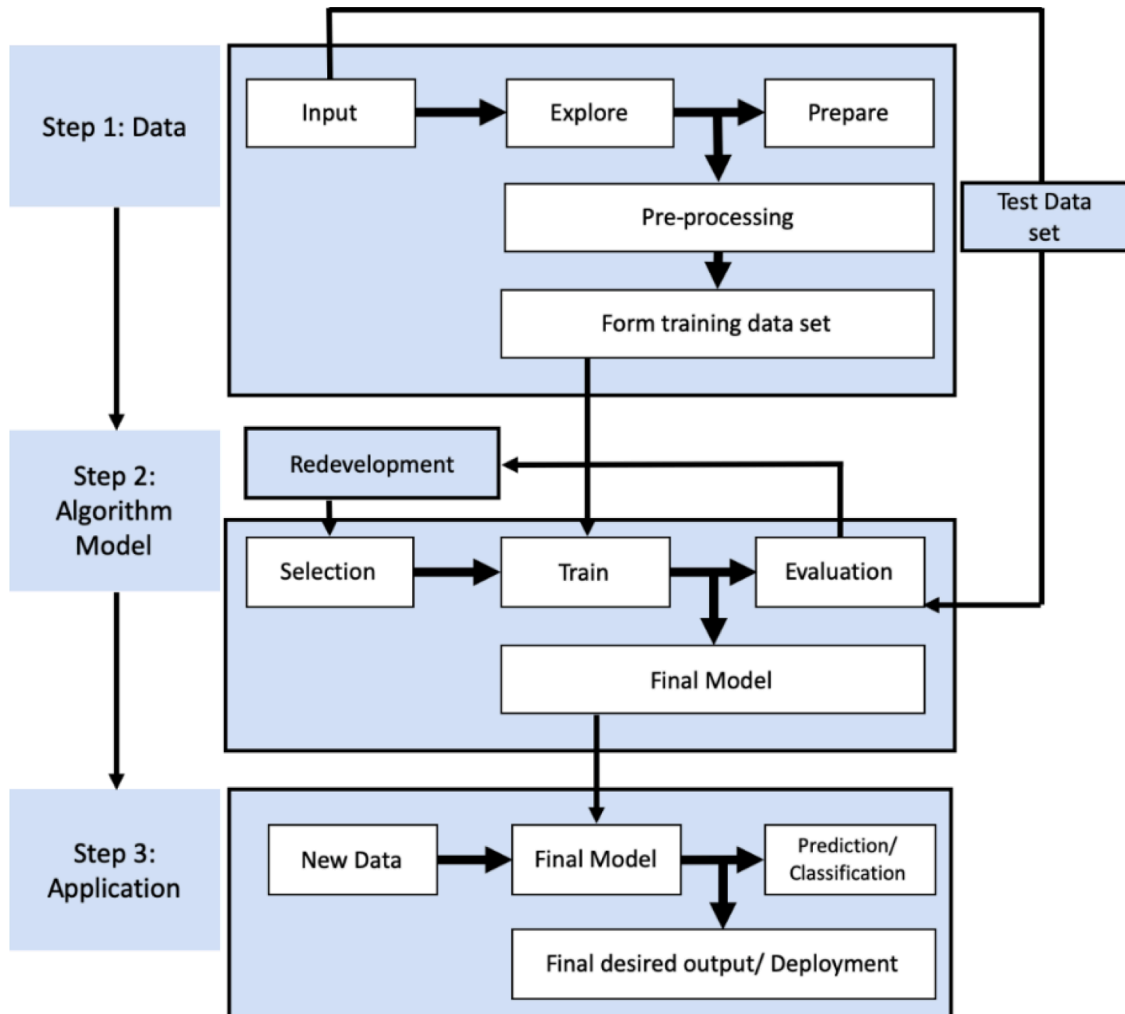 Step 1: Data
Input
Explore
Prepare
Pre-processing
Form training data set
Test Data
set
Step 2:
Algorithm
Model
Redevelopment
Selection
Train
Evaluation
Final Model
Step 3:
Application
New Data
Final Model
Prediction/
Classification
Final desired output/ Deployment